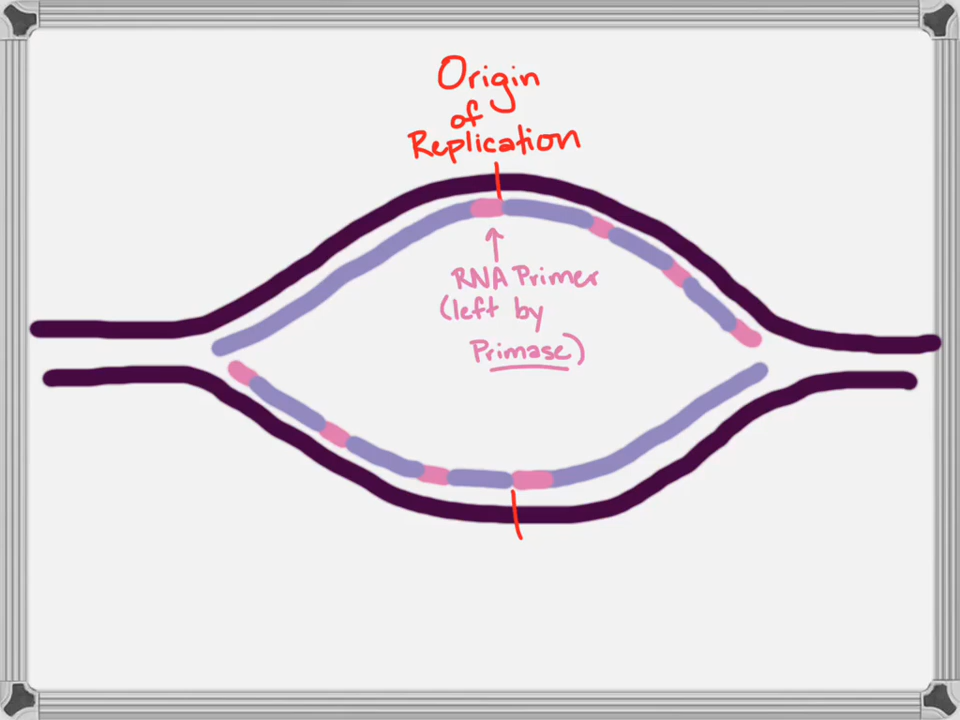 Origin
of
Replication
RNA Primer
(left by
Primase)